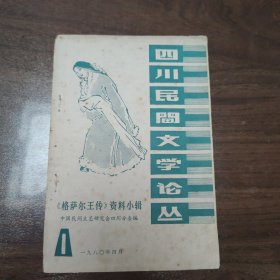 四川民间文学论丛
《格萨尔王传》资料小辑
中国民间文艺研究会四川分会编
1
一九八〇年四月